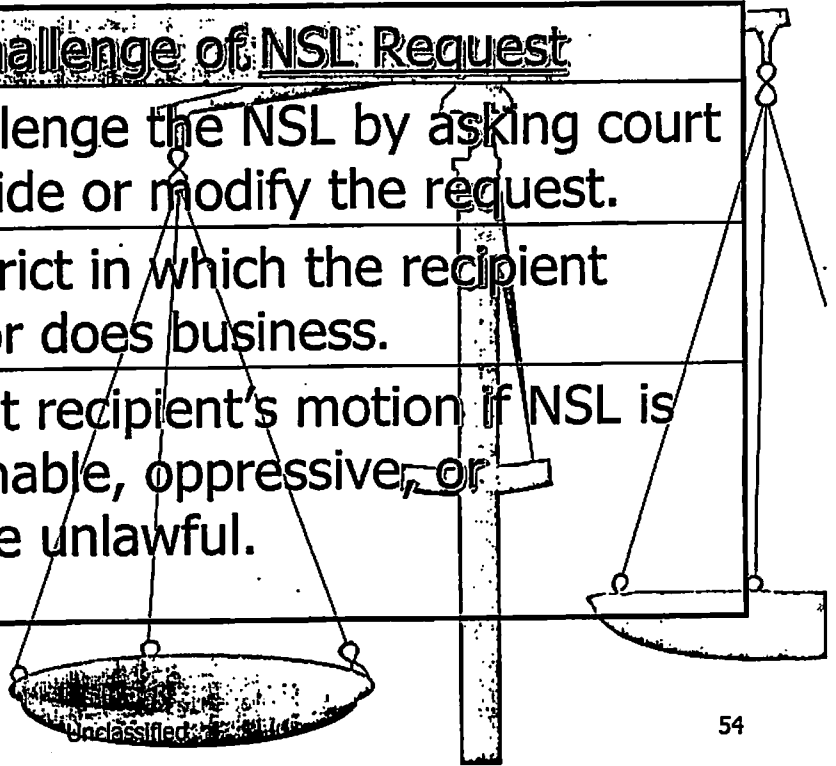 allenge of NSL Request
lenge the NSL by asking court
ide or modify the request.
rict in which the recipient
or does business.
t recipient's motion if NSL is
nable, oppressive, or
e unlawful.
Unclassified
54